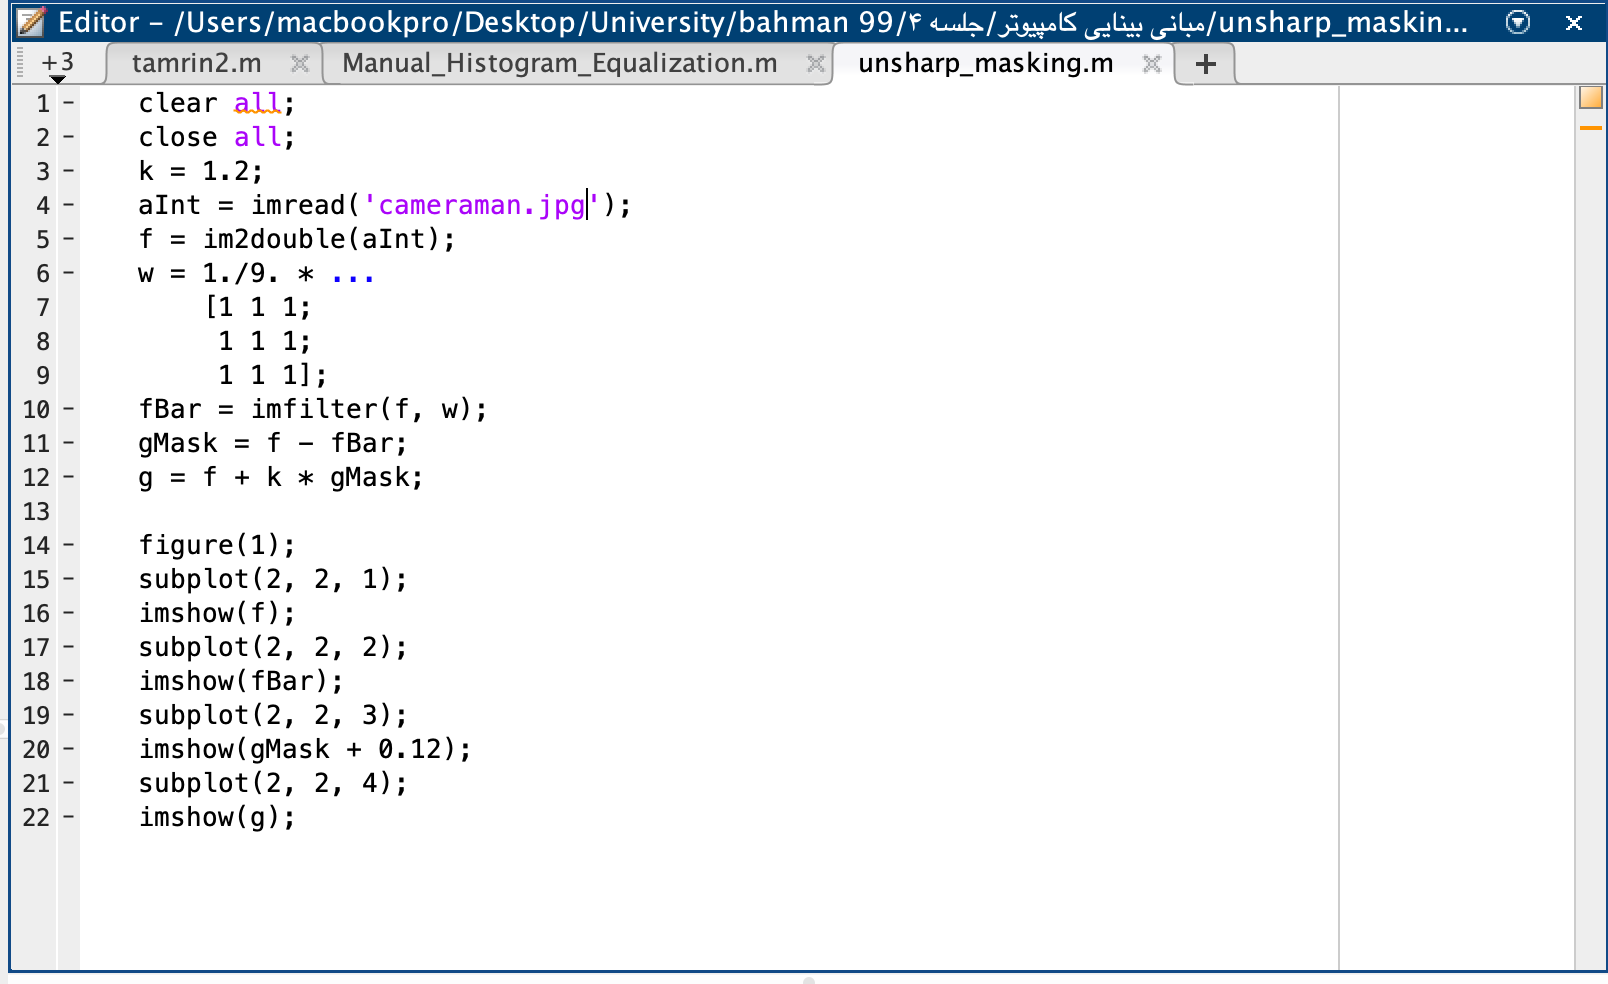 Editor – /Users/macbookpro/Desktop/University/bahman 99/۴ جلسه/مبانی بینایی کامپیوتر/unsharp_maskin...
+3 tamrin2.m Manual_Histogram_Equalization.m unsharp_masking.m +
1 – clear all;
2 – close all;
3 – k = 1.2;
4 – aInt = imread('cameraman.jpg');
5 – f = im2double(aInt);
6 – w = 1./9. * ...
7 [1 1 1;
8 1 1 1;
9 1 1 1];
10 – fBar = imfilter(f, w);
11 – gMask = f – fBar;
12 – g = f + k * gMask;
13
14 – figure(1);
15 – subplot(2, 2, 1);
16 – imshow(f);
17 – subplot(2, 2, 2);
18 – imshow(fBar);
19 – subplot(2, 2, 3);
20 – imshow(gMask + 0.12);
21 – subplot(2, 2, 4);
22 – imshow(g);